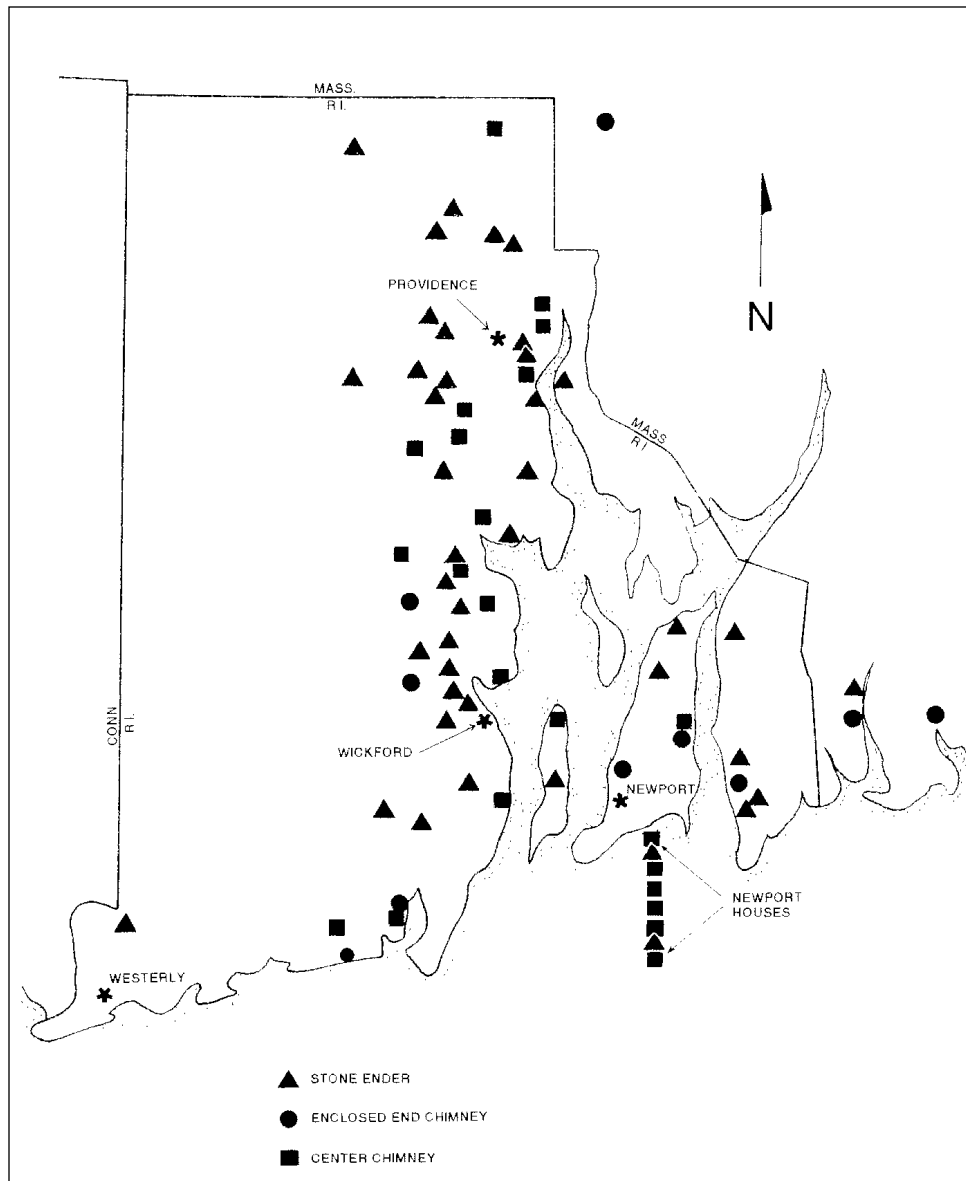 MASS.
R I.
PROVIDENCE
N
MASS
R I
CONN
R I.
WICKFORD
NEWPORT
NEWPORT
HOUSES
WESTERLY
STONE ENDER
ENCLOSED END CHIMNEY
CENTER CHIMNEY